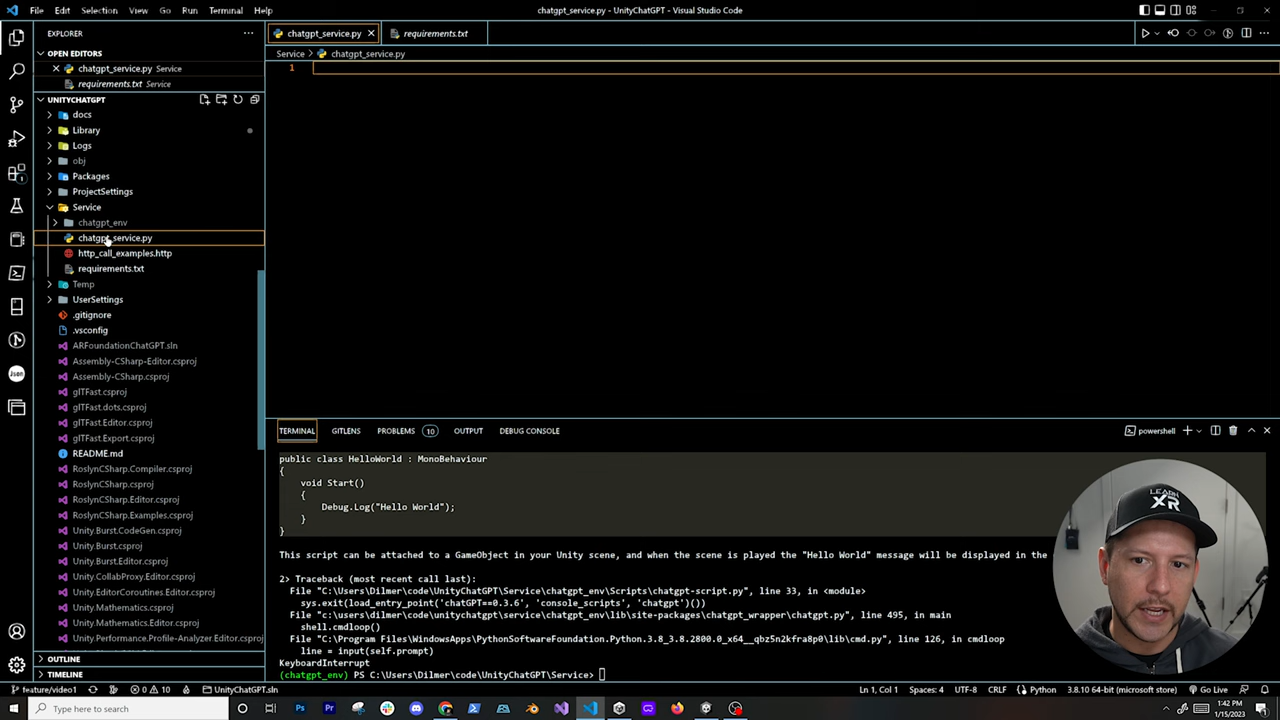 File Edit Selection View Go Run Terminal Help
chatgpt_service.py - UnityChatGPT - Visual Studio Code
EXPLORER
OPEN EDITORS
chatgpt_service.py Service
requirements.txt Service
UNITYCHATGPT
docs
Library
Logs
obj
Packages
ProjectSettings
Service
chatgpt_env
chatgpt_service.py
http_call_examples.http
requirements.txt
Temp
UserSettings
.gitignore
.vsconfig
ARFoundationChatGPT.sln
Assembly-CSharp-Editor.csproj
Assembly-CSharp.csproj
glTFast.csproj
glTFast.dots.csproj
glTFast.Editor.csproj
glTFast.Export.csproj
README.md
RoslynCSharp.Compiler.csproj
RoslynCSharp.csproj
RoslynCSharp.Editor.csproj
RoslynCSharp.Examples.csproj
Unity.Burst.CodeGen.csproj
Unity.Burst.csproj
Unity.Burst.Editor.csproj
Unity.CollabProxy.Editor.csproj
Unity.EditorCoroutines.Editor.csproj
Unity.Mathematics.csproj
Unity.Mathematics.Editor.csproj
Unity.Performance.Profile-Analyzer.Editor.csproj
OUTLINE
TIMELINE
chatgpt_service.py
requirements.txt
Service > chatgpt_service.py
1
TERMINAL GITLENS PROBLEMS 10 OUTPUT DEBUG CONSOLE
powershell
public class HelloWorld : MonoBehaviour
{
void Start()
{
Debug.Log("Hello World");
}
}
This script can be attached to a GameObject in your Unity scene, and when the scene is played the "Hello World" message will be displayed in the
2> Traceback (most recent call last):
File "C:\Users\Dilmer\code\UnityChatGPT\Service\chatgpt_env\Scripts\chatgpt-script.py", line 33, in <module>
sys.exit(load_entry_point('chatGPT==0.3.6', 'console_scripts', 'chatgpt')())
File "c:\users\dilmer\code\unitychatgpt\service\chatgpt_env\lib\site-packages\chatgpt_wrapper\chatgpt.py", line 495, in main
shell.cmdloop()
File "C:\Program Files\WindowsApps\PythonSoftwareFoundation.Python.3.8_3.8.2800.0_x64__qbz5n2kfra8p0\lib\cmd.py", line 126, in cmdloop
line = input(self.prompt)
KeyboardInterrupt
(chatgpt_env) PS C:\Users\Dilmer\code\UnityChatGPT\Service>
LEARN
XR
Json
feature/video1 0 10 UnityChatGPT.sln
Ln 1, Col 1 Spaces: 4 UTF-8 CRLF Python 3.8.10 64-bit (microsoft store) Go Live
Type here to search
1:42 PM
1/15/2023